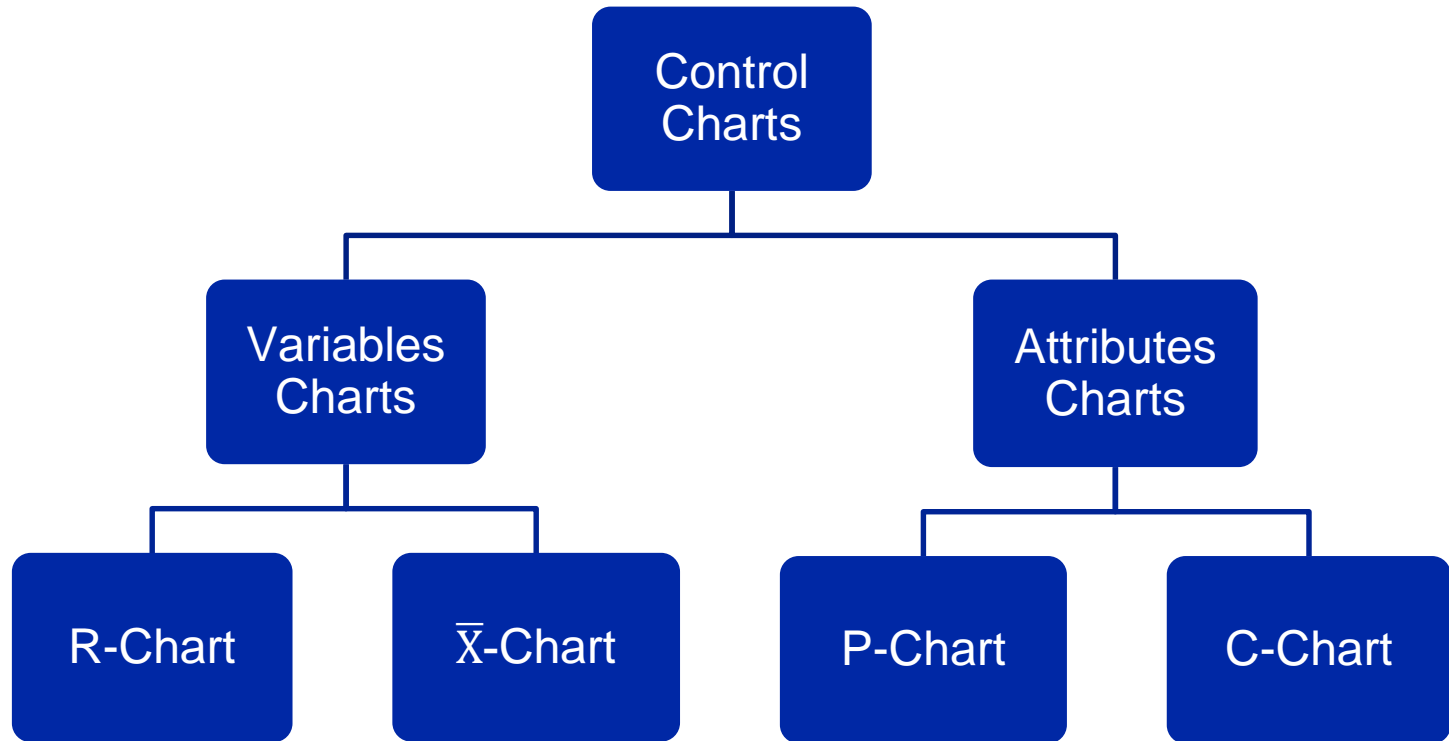 Control
Charts
Variables
Charts
Attributes
Charts
R-Chart
X̅-Chart
P-Chart
C-Chart